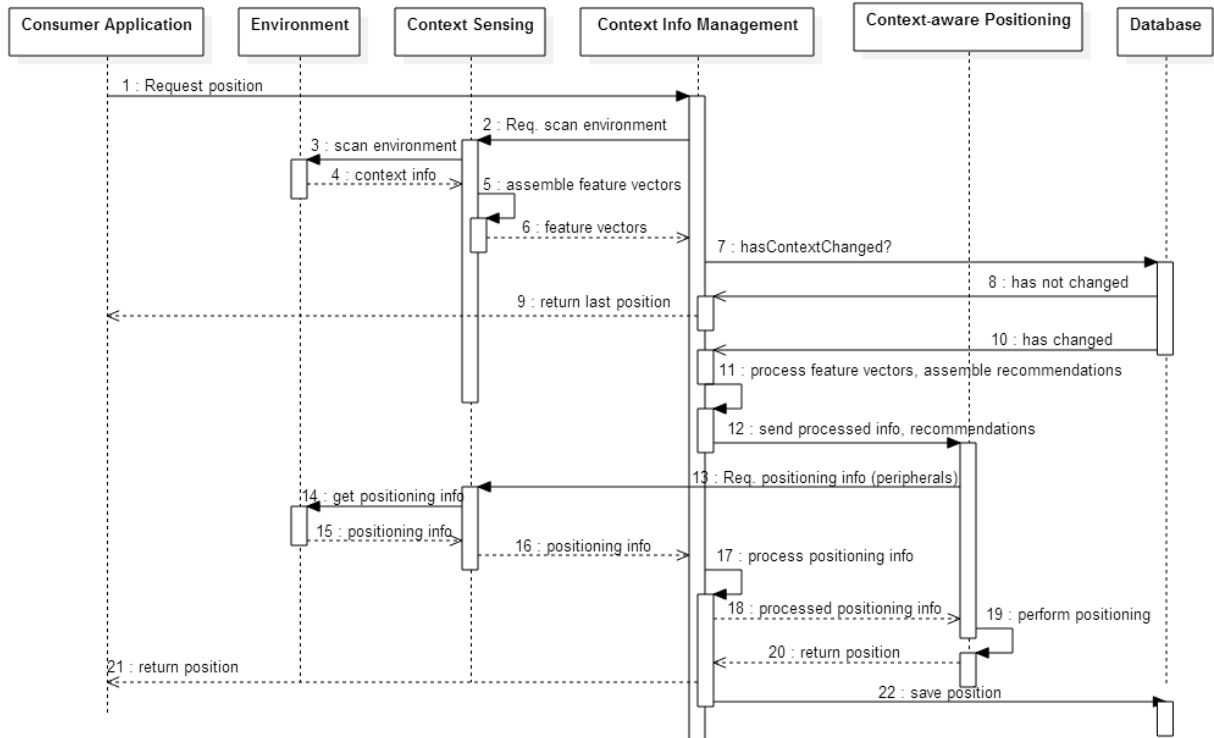 Consumer Application
Environment
Context Sensing
Context Info Management
Context-aware Positioning
Database
1 : Request position
2 : Req. scan environment
3 : scan environment
4 : context info
5 : assemble feature vectors
6 : feature vectors
7 : hasContextChanged?
8 : has not changed
9 : return last position
10 : has changed
11 : process feature vectors, assemble recommendations
12 : send processed info, recommendations
13 : Req. positioning info (peripherals)
14 : get positioning info
15 : positioning info
16 : positioning info
17 : process positioning info
18 : processed positioning info
19 : perform positioning
20 : return position
21 : return position
22 : save position